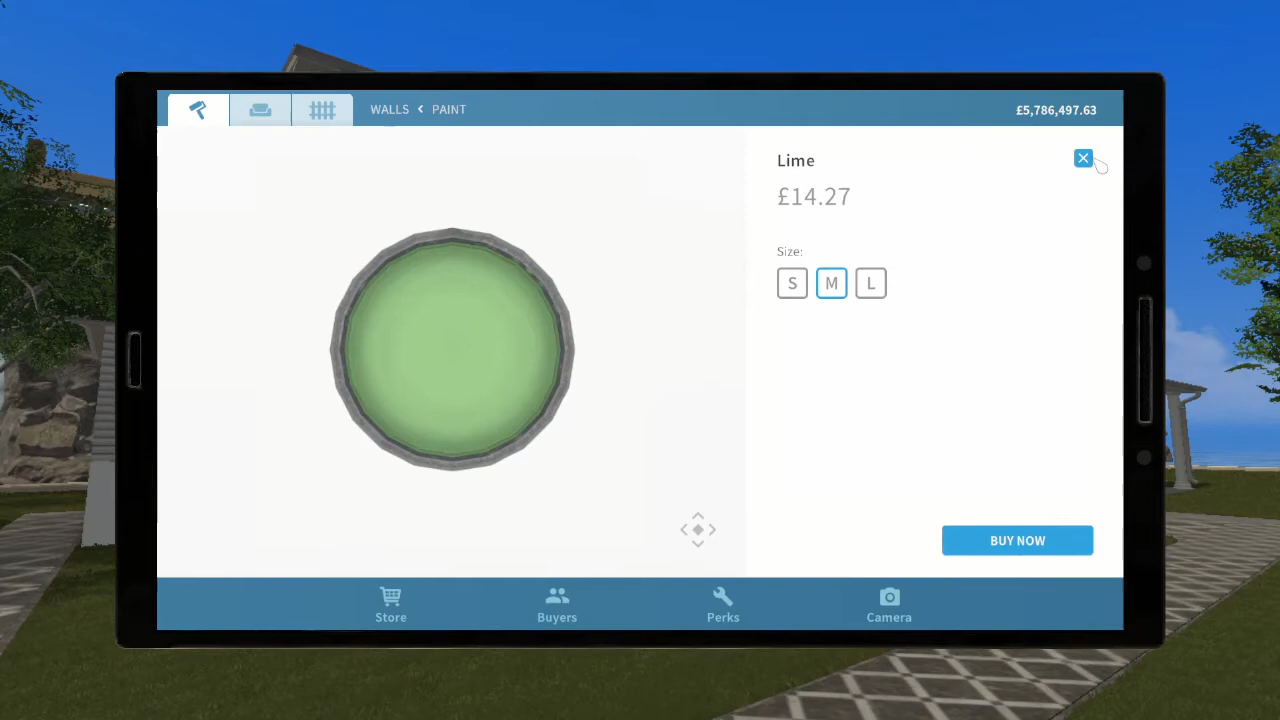 WALLS < PAINT
£5,786,497.63
Lime
£14.27
Size:
S M L
BUY NOW
Store Buyers Perks Camera